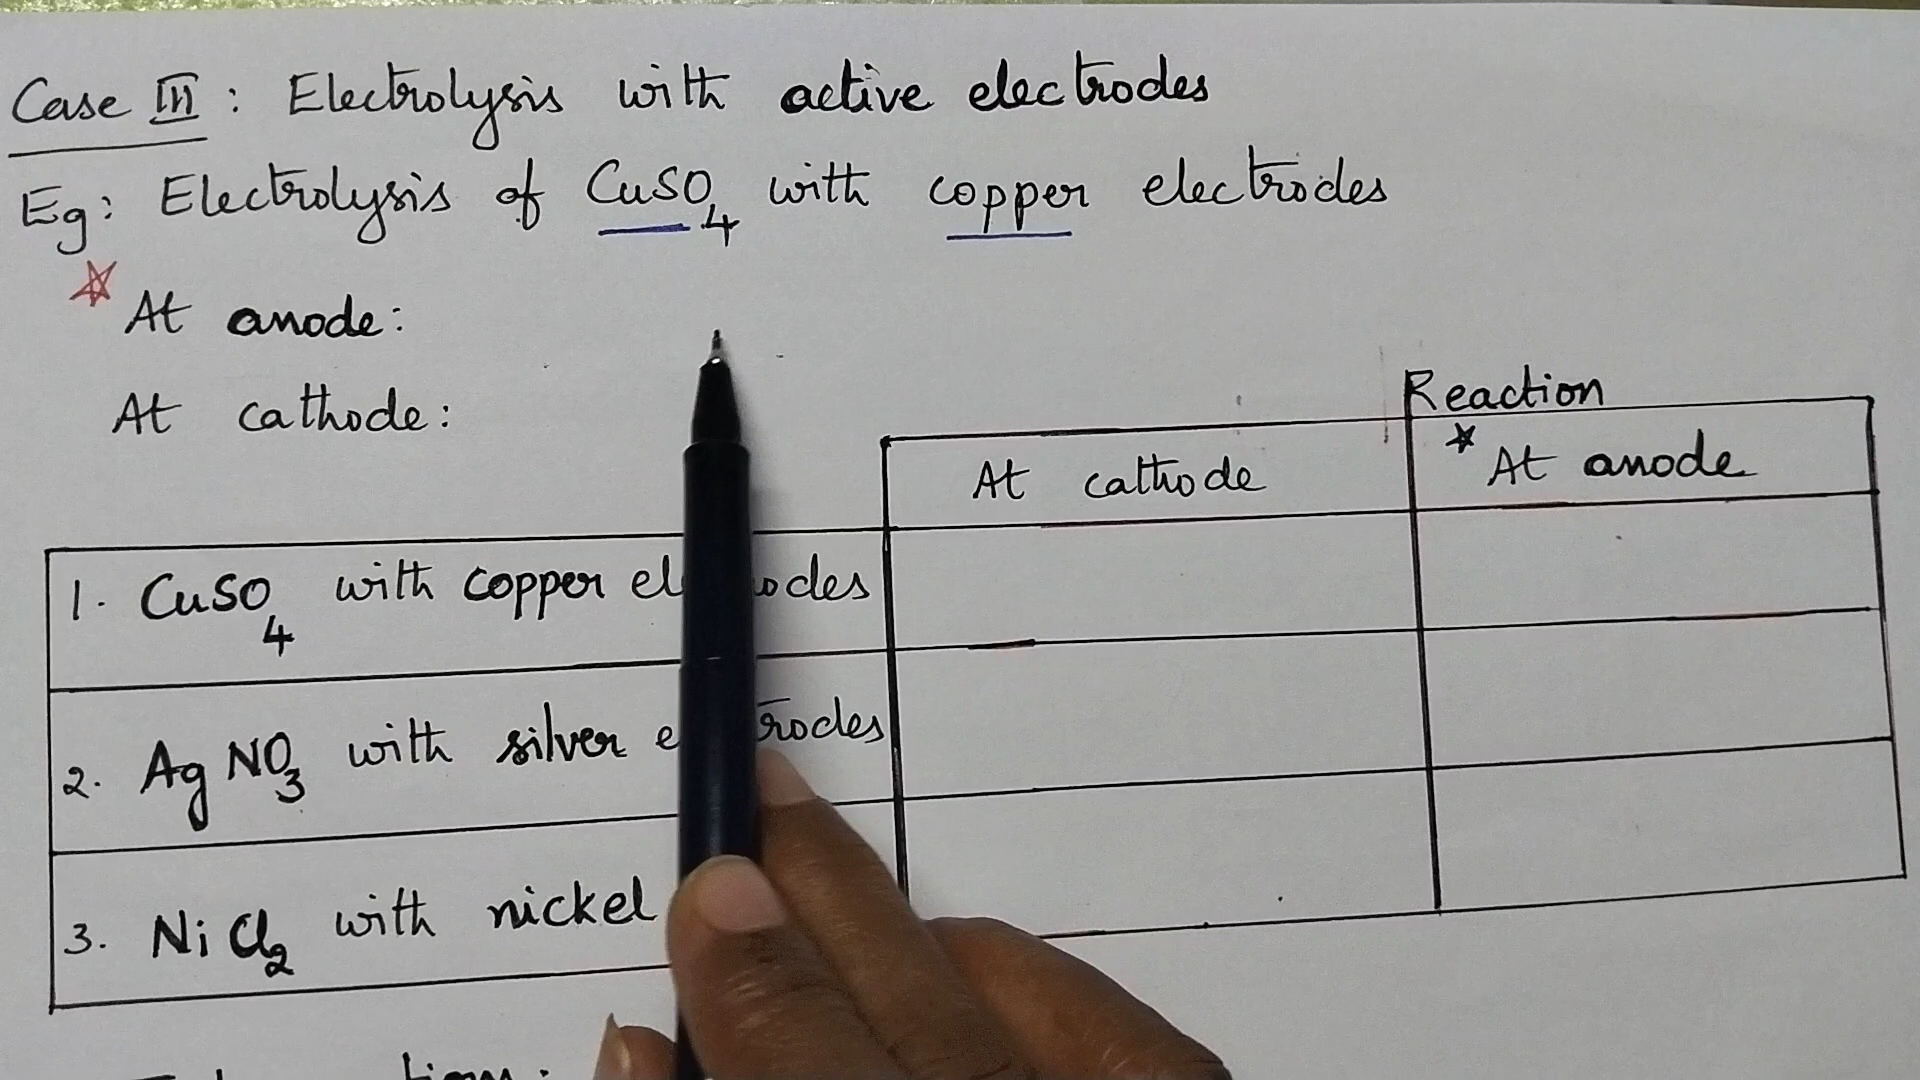 Case III: Electrolysis with active electrodes
Eg: Electrolysis of CuSO4 with copper electrodes
At anode:
At cathode:
Reaction
At cathode
* At anode
1. CuSO4 with copper el odes
2. AgNO3 with silver e trodes
3. NiCl2 with nickel